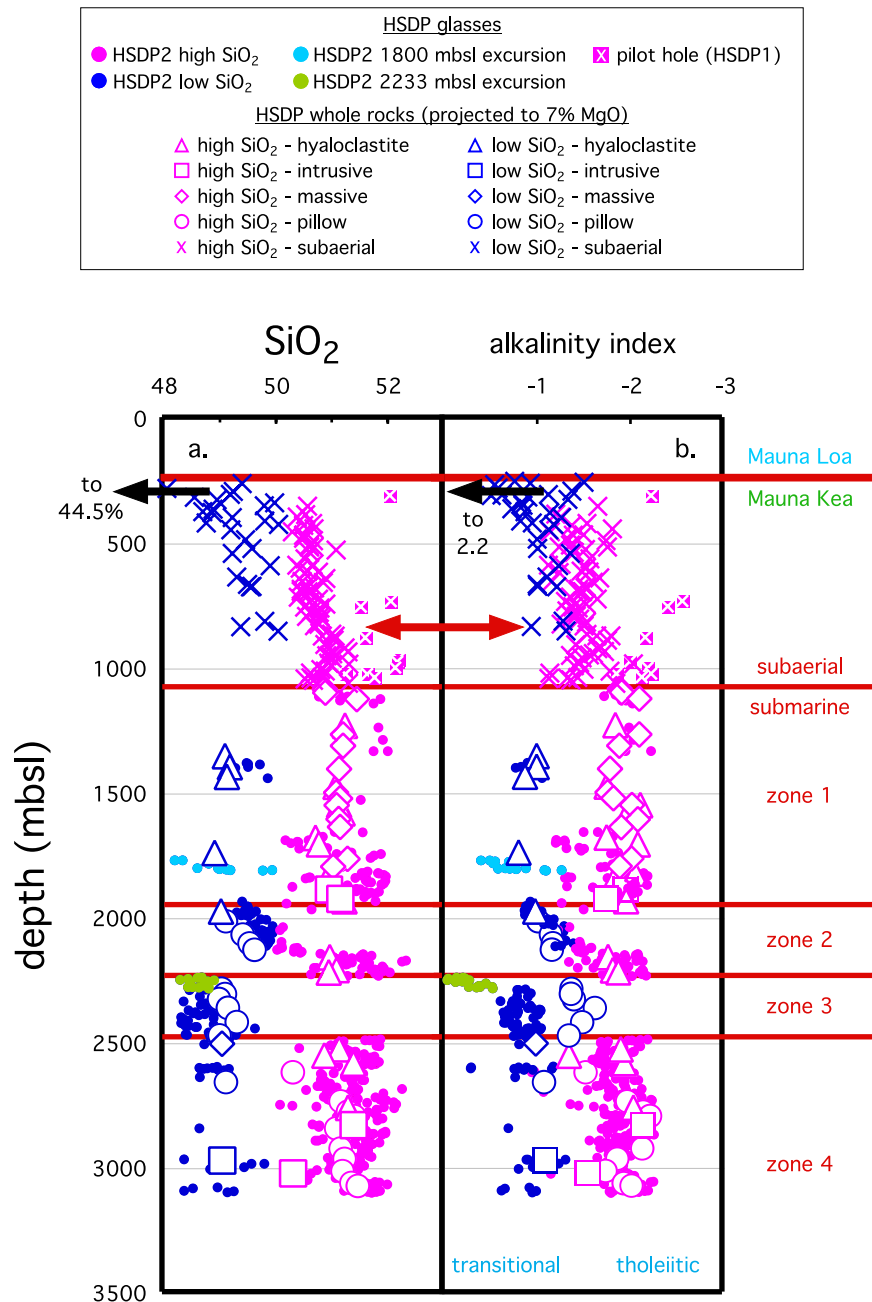 HSDP glasses
HSDP2 high SiO₂ HSDP2 1800 mbsl excursion pilot hole (HSDP1)
HSDP2 low SiO₂ HSDP2 2233 mbsl excursion
HSDP whole rocks (projected to 7% MgO)
high SiO₂ - hyaloclastite low SiO₂ - hyaloclastite
high SiO₂ - intrusive low SiO₂ - intrusive
high SiO₂ - massive low SiO₂ - massive
high SiO₂ - pillow low SiO₂ - pillow
high SiO₂ - subaerial low SiO₂ - subaerial
SiO₂ alkalinity index
48 50 52 -1 -2 -3
0
a. b.
Mauna Loa
to
44.5%
to
2.2
Mauna Kea
500
1000
subaerial
submarine
1500
zone 1
depth (mbsl)
2000
zone 2
zone 3
2500
3000
zone 4
transitional tholeiitic
3500